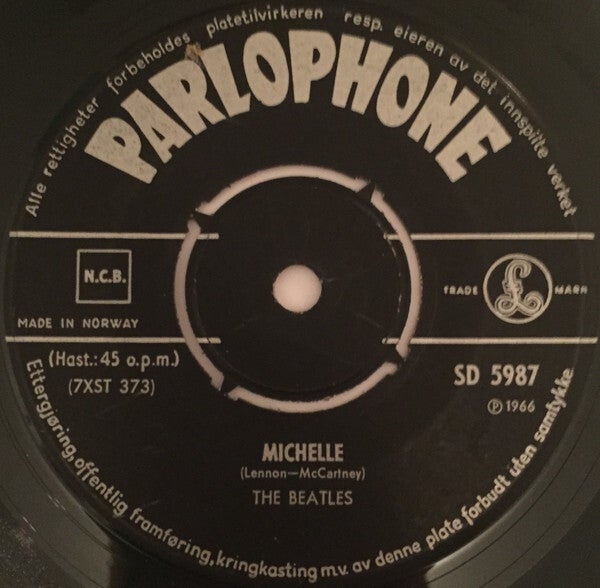 Alle rettigheter forbeholdes platetilvirkeren resp. eieren av det innspilte verket
PARLOPHONE
N.C.B.
TRADE £ MARK
MADE IN NORWAY
(Hast.: 45 o.p.m.)
(7XST 373)
SD 5987
℗ 1966
MICHELLE
(Lennon—McCartney)
THE BEATLES
Ettergjøring, offentlig framføring, kringkasting m.v. av denne plate forbudt uten samtykke